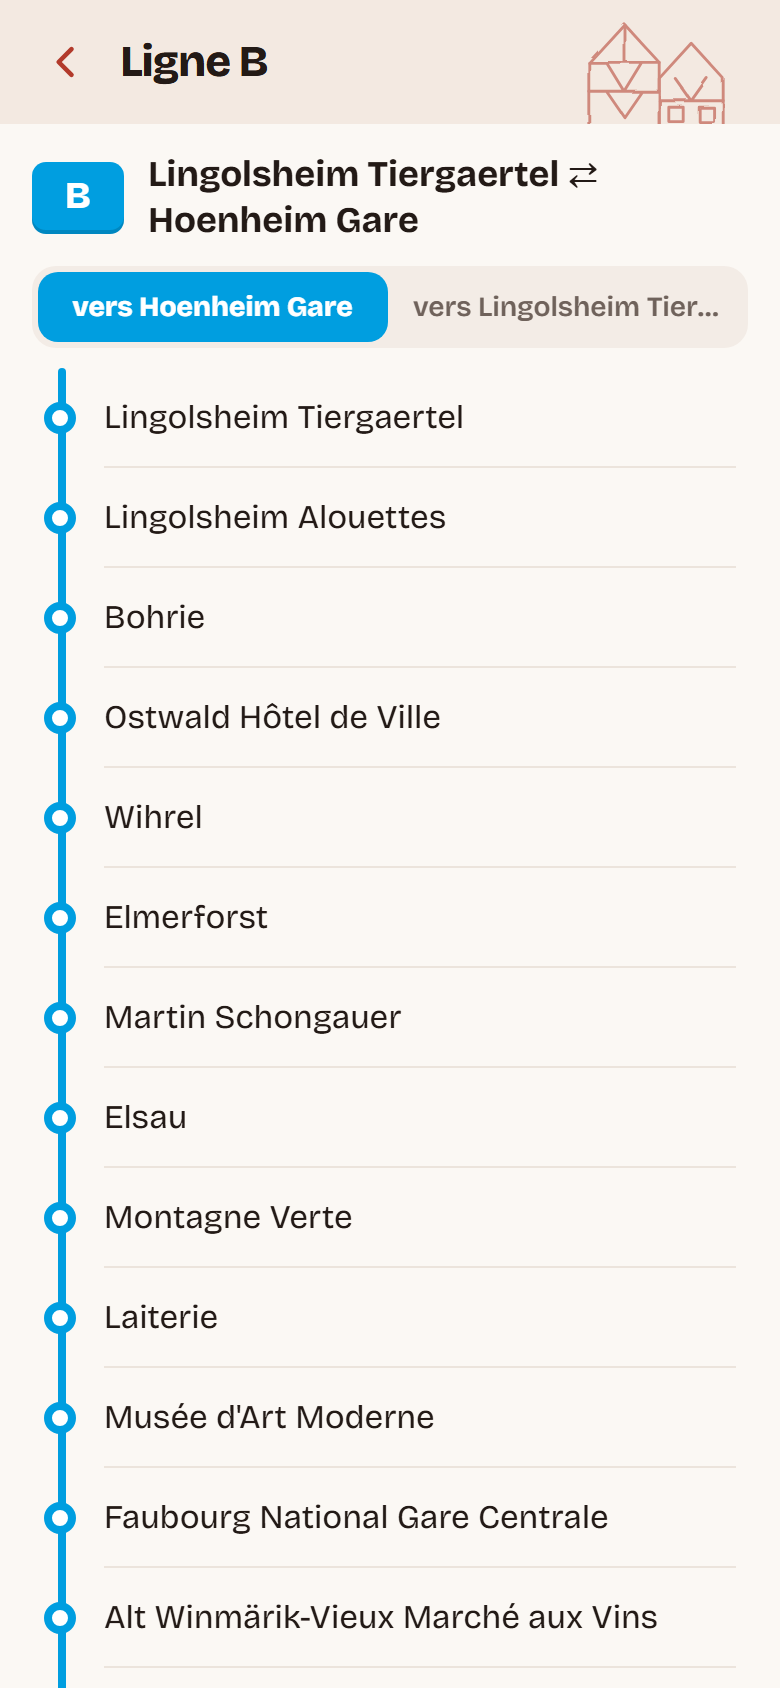 Ligne B
B
Lingolsheim Tiergaertel ⇄
Hoenheim Gare
vers Hoenheim Gare
vers Lingolsheim Tier...
Lingolsheim Tiergaertel
Lingolsheim Alouettes
Bohrie
Ostwald Hôtel de Ville
Wihrel
Elmerforst
Martin Schongauer
Elsau
Montagne Verte
Laiterie
Musée d'Art Moderne
Faubourg National Gare Centrale
Alt Winmärik-Vieux Marché aux Vins